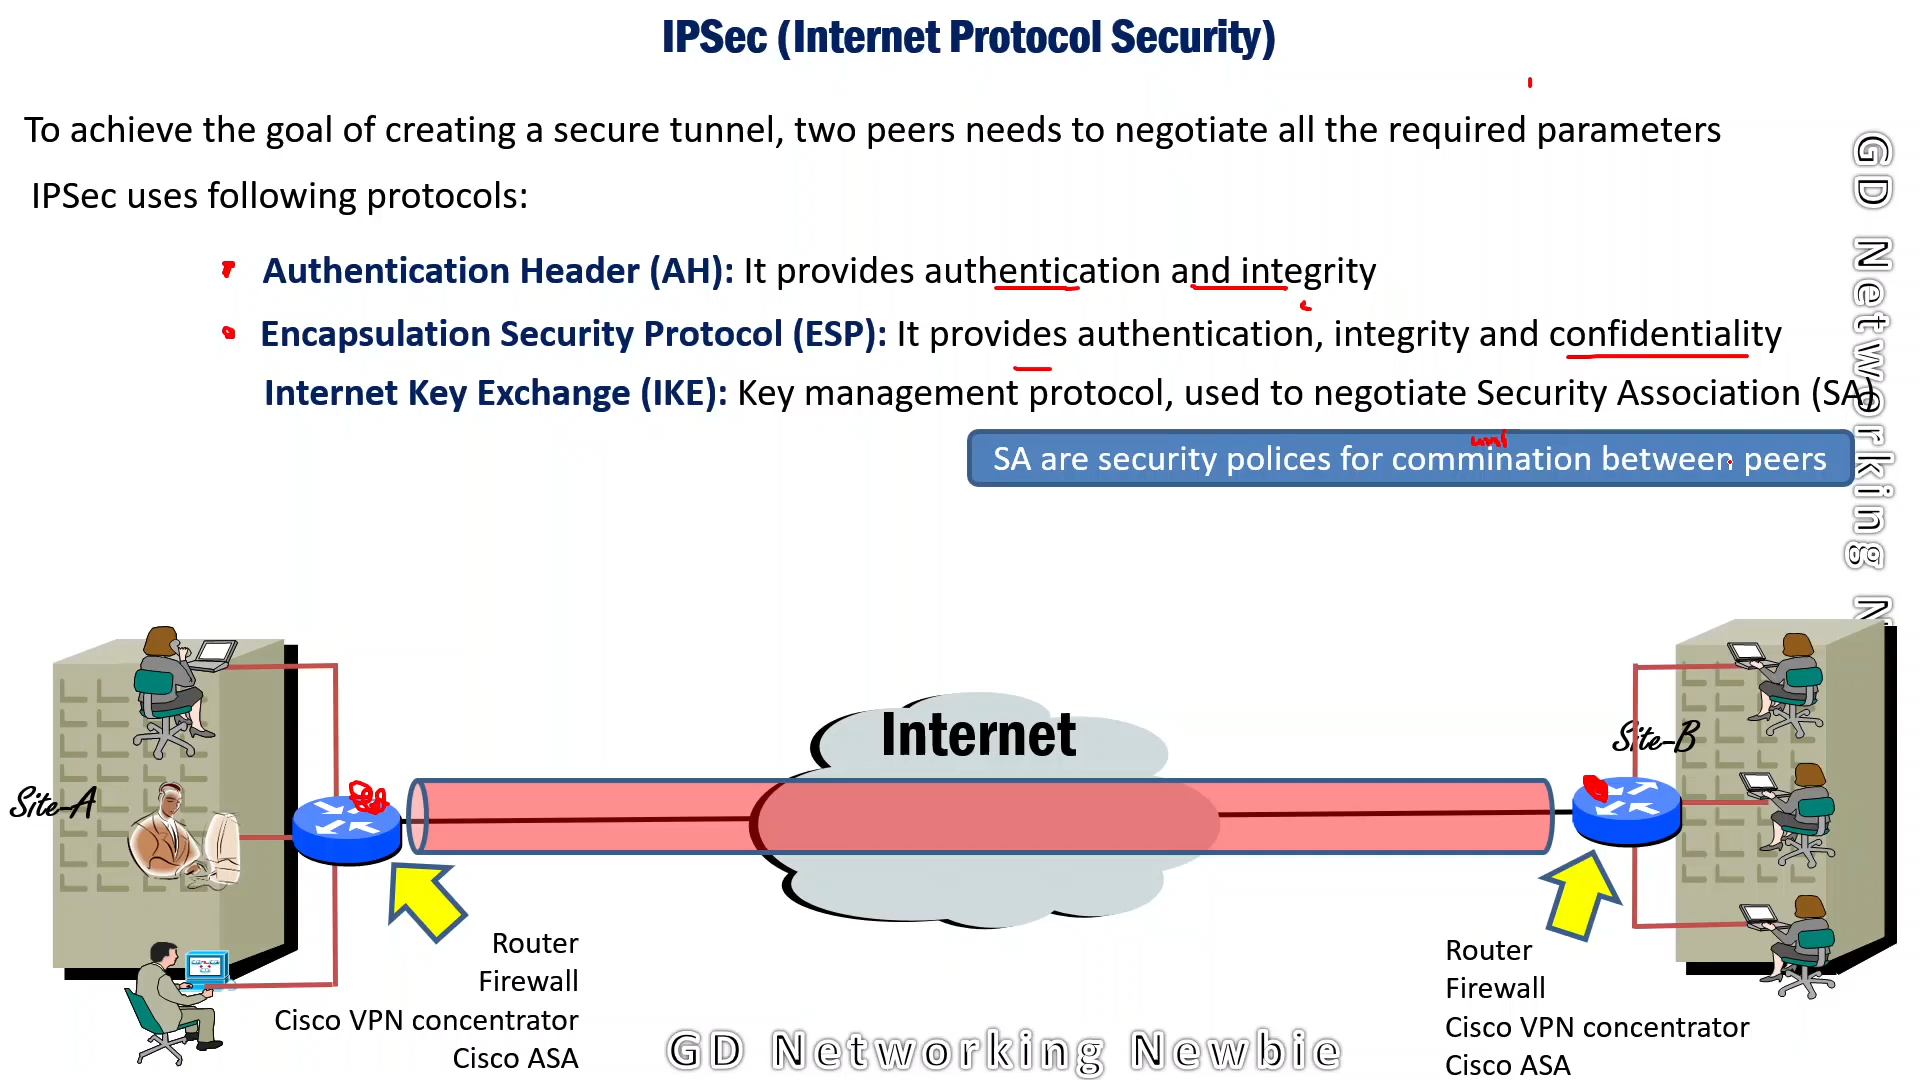 IPSec (Internet Protocol Security)
To achieve the goal of creating a secure tunnel, two peers needs to negotiate all the required parameters
IPSec uses following protocols:
Authentication Header (AH): It provides authentication and integrity
Encapsulation Security Protocol (ESP): It provides authentication, integrity and confidentiality
Internet Key Exchange (IKE): Key management protocol, used to negotiate Security Association (SA)
SA are security polices for commination between peers
GD Networking N
Internet
Site-A
Site-B
Router
Firewall
Cisco VPN concentrator
Cisco ASA
Router
Firewall
Cisco VPN concentrator
Cisco ASA
GD Networking Newbie